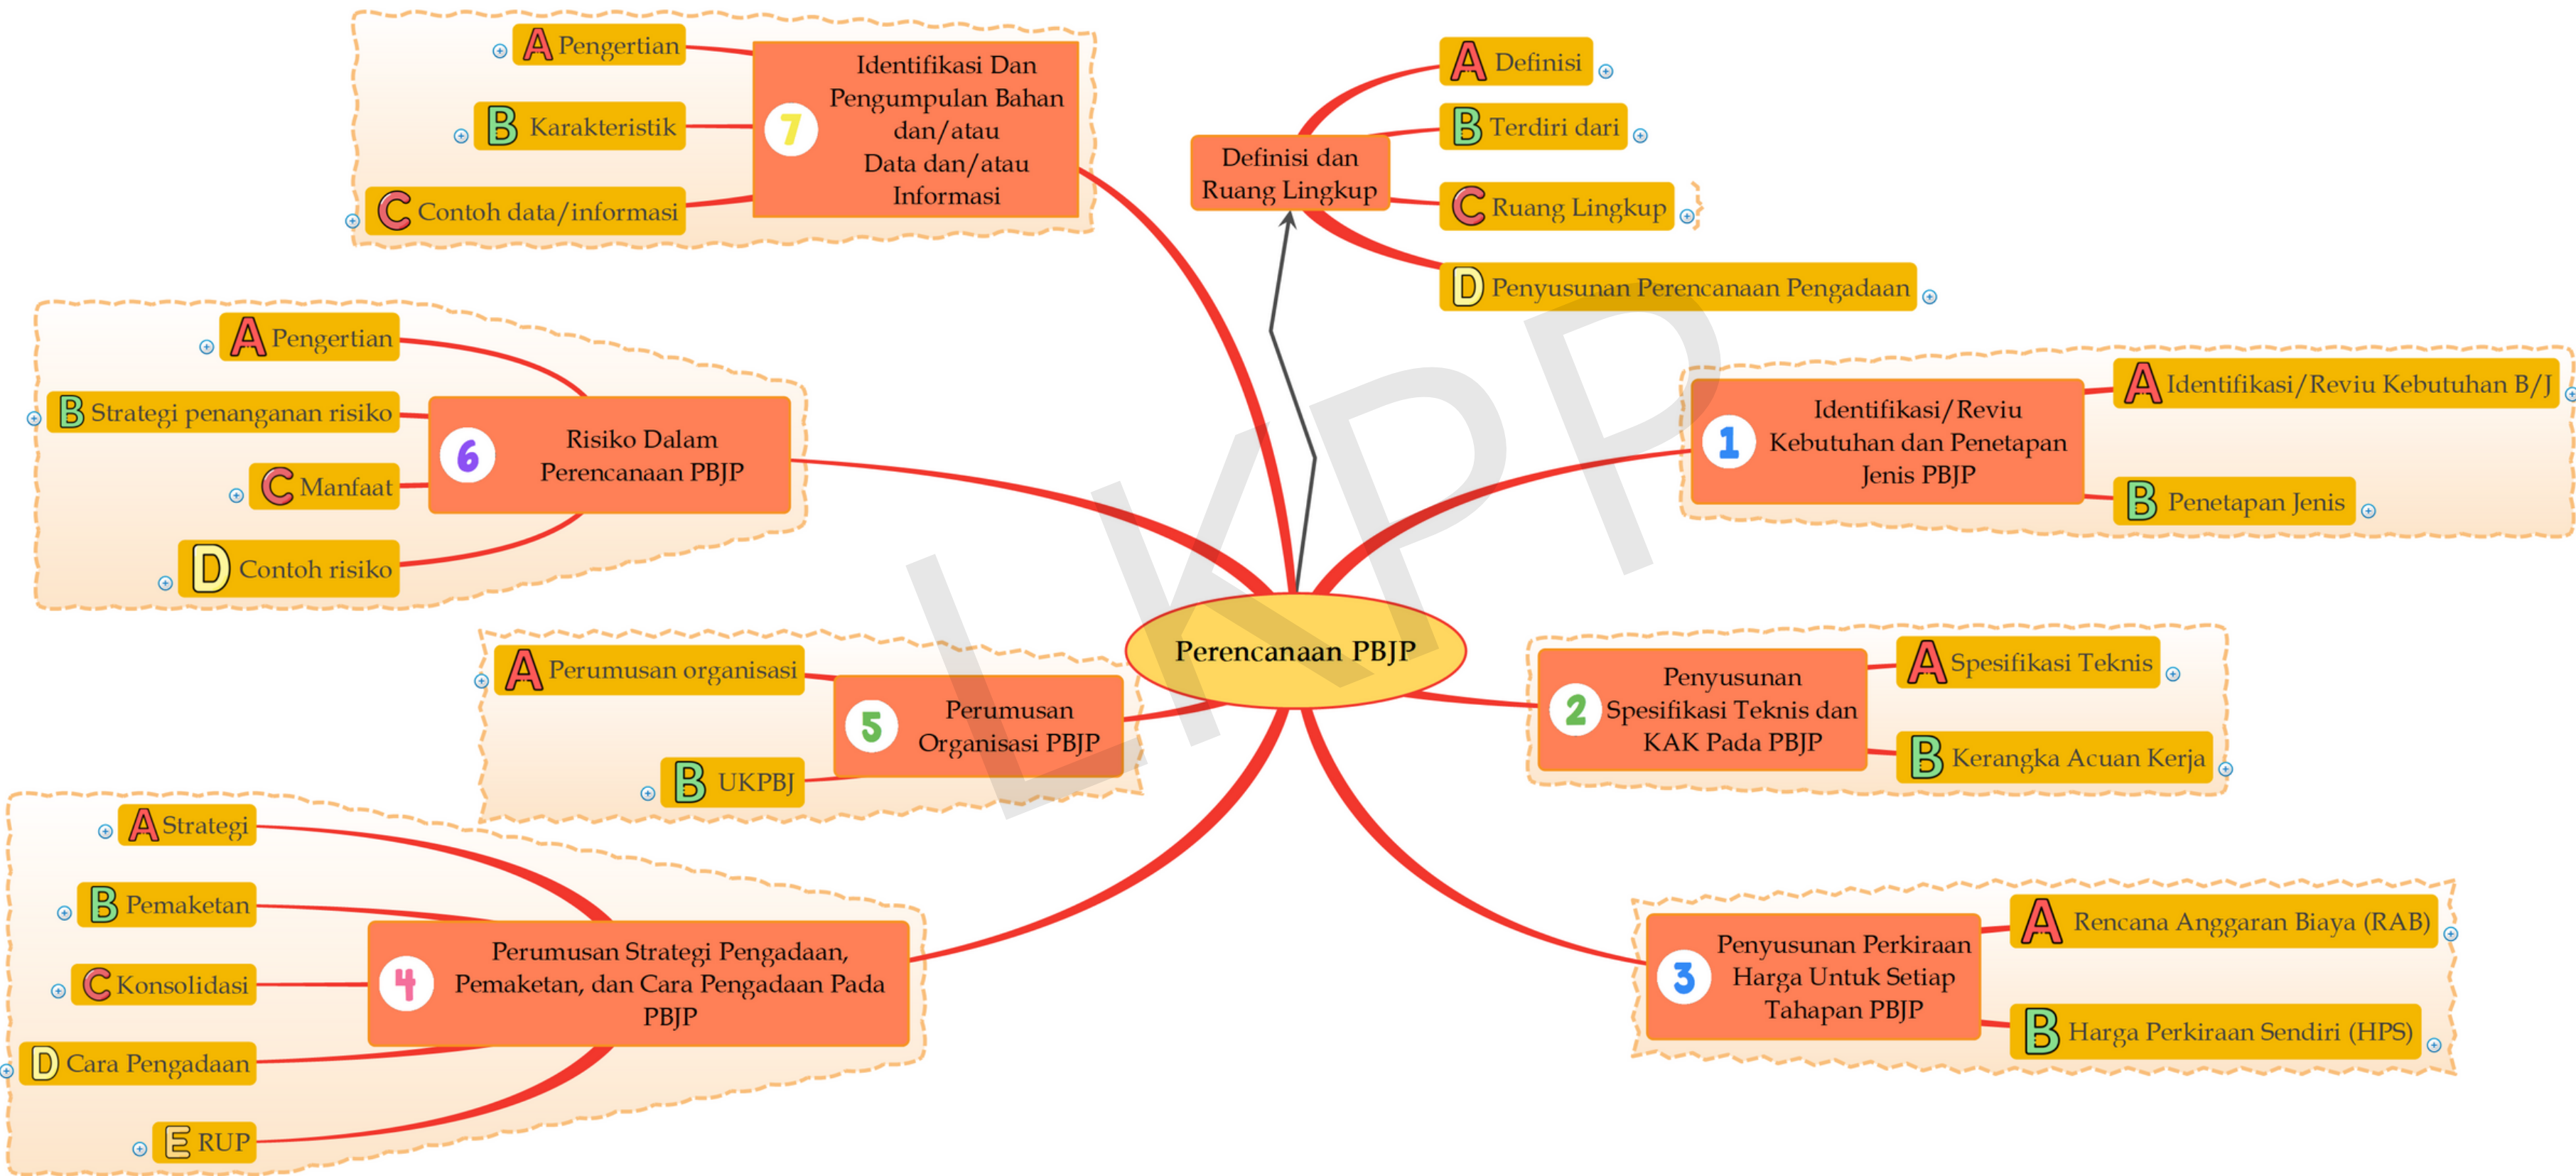 Perencanaan PBJP
Definisi dan
Ruang Lingkup
A Definisi
B Terdiri dari
C Ruang Lingkup
D Penyusunan Perencanaan Pengadaan
1 Identifikasi/Reviu
Kebutuhan dan Penetapan
Jenis PBJP
A Identifikasi/Reviu Kebutuhan B/J
B Penetapan Jenis
2 Penyusunan
Spesifikasi Teknis dan
KAK Pada PBJP
A Spesifikasi Teknis
B Kerangka Acuan Kerja
3 Penyusunan Perkiraan
Harga Untuk Setiap
Tahapan PBJP
A Rencana Anggaran Biaya (RAB)
B Harga Perkiraan Sendiri (HPS)
4 Perumusan Strategi Pengadaan,
Pemaketan, dan Cara Pengadaan Pada
PBJP
A Strategi
B Pemaketan
C Konsolidasi
D Cara Pengadaan
E RUP
5 Perumusan
Organisasi PBJP
A Perumusan organisasi
B UKPBJ
6 Risiko Dalam
Perencanaan PBJP
A Pengertian
B Strategi penanganan risiko
C Manfaat
D Contoh risiko
7 Identifikasi Dan
Pengumpulan Bahan
dan/atau
Data dan/atau
Informasi
A Pengertian
B Karakteristik
C Contoh data/informasi
LKPP